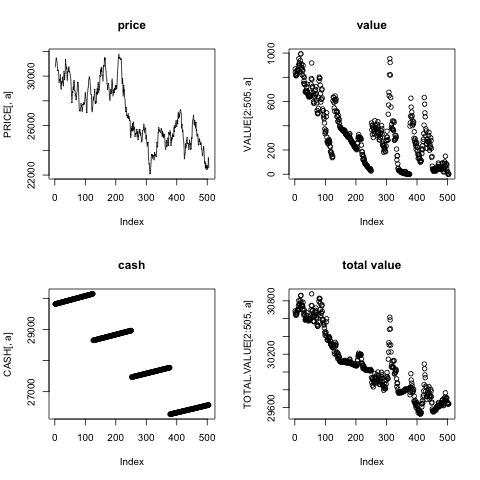 price
PRICE[, a]
22000 26000 30000
0 100 200 300 400 500
Index
value
VALUE[2:505, a]
0 200 600 1000
0 100 200 300 400 500
Index
cash
CASH[, a]
27000 29000
0 100 200 300 400 500
Index
total value
TOTAL.VALUE[2:505, a]
29600 30200 30800
0 100 200 300 400 500
Index